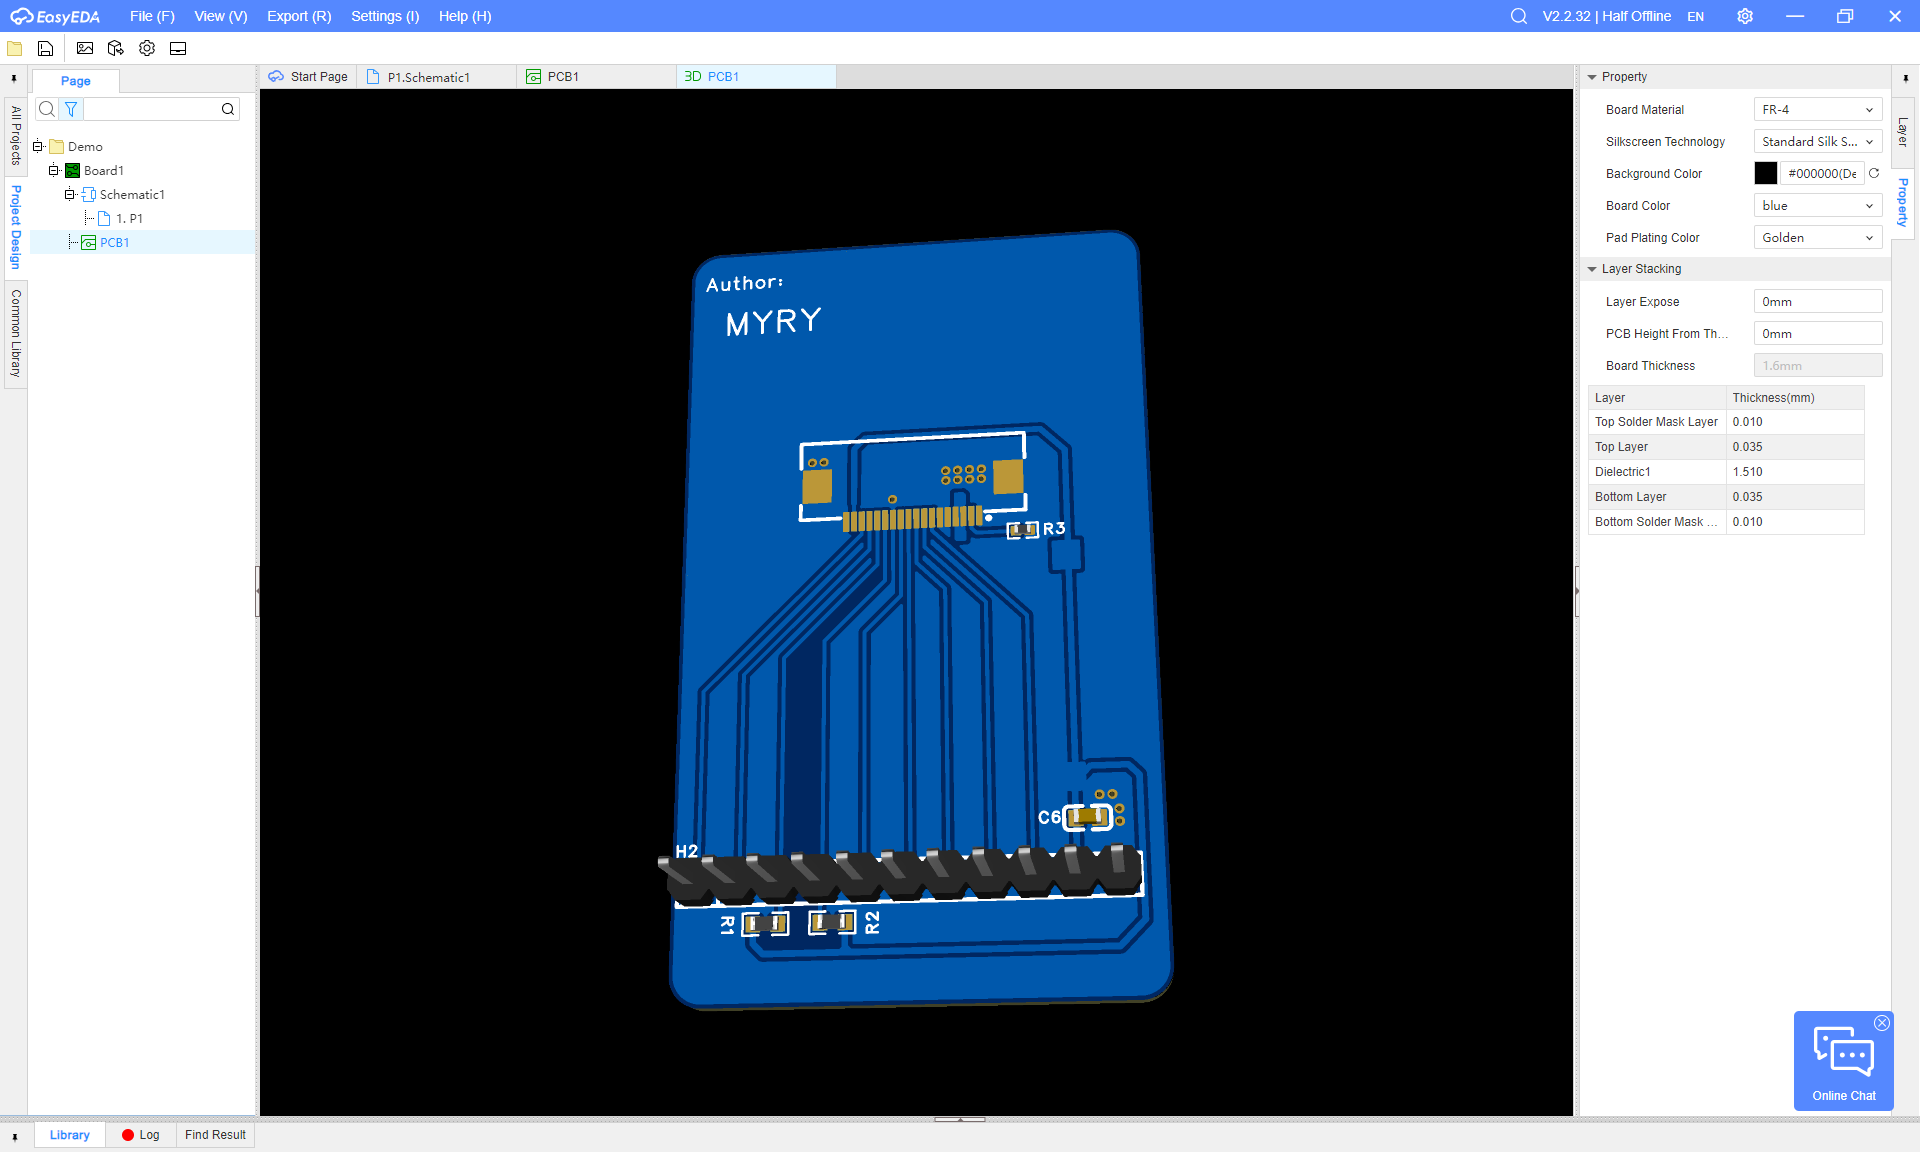 EasyEDA File (F) View (V) Export (R) Settings (I) Help (H) V2.2.32 | Half Offline EN
Page
Start Page P1.Schematic1 PCB1 3D PCB1
All Projects
Project Design
Common Library
Demo
Board1
Schematic1
1. P1
PCB1
Author:
MYRY
R3
C6
H2
R1
R2
Property
Board Material FR-4
Silkscreen Technology Standard Silk S...
Background Color #000000(De
Board Color blue
Pad Plating Color Golden
Layer Stacking
Layer Expose 0mm
PCB Height From Th... 0mm
Board Thickness 1.6mm
Layer Thickness(mm)
Top Solder Mask Layer 0.010
Top Layer 0.035
Dielectric1 1.510
Bottom Layer 0.035
Bottom Solder Mask ... 0.010
Layer
Property
Online Chat
Library Log Find Result